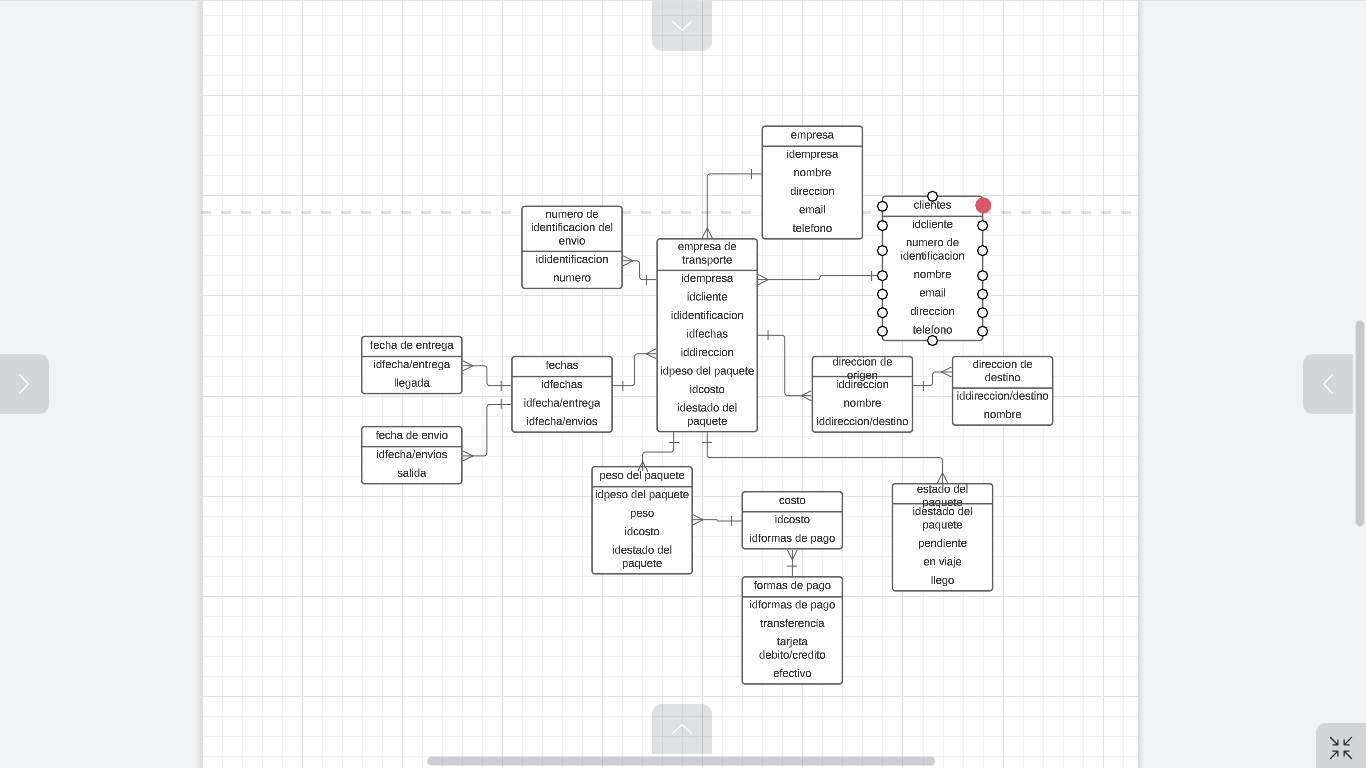 empresa
idempresa
nombre
direccion
email
telefono
clientes
idcliente
numero de
identificacion
nombre
email
direccion
telefono
numero de
identificacion del
envio
ididentificacion
numero
empresa de
transporte
idempresa
idcliente
ididentificacion
idfechas
iddireccion
idpeso del paquete
idcosto
idestado del
paquete
fecha de entrega
idfecha/entrega
llegada
fechas
idfechas
idfecha/entrega
idfecha/envios
direccion de
origen
iddireccion
nombre
iddireccion/destino
direccion de
destino
iddireccion/destino
nombre
fecha de envio
idfecha/envios
salida
peso del paquete
idpeso del paquete
peso
idcosto
idestado del
paquete
costo
idcosto
idformas de pago
estado del
paquete
idestado del
paquete
pendiente
en viaje
llego
formas de pago
idformas de pago
transferencia
tarjeta
debito/credito
efectivo